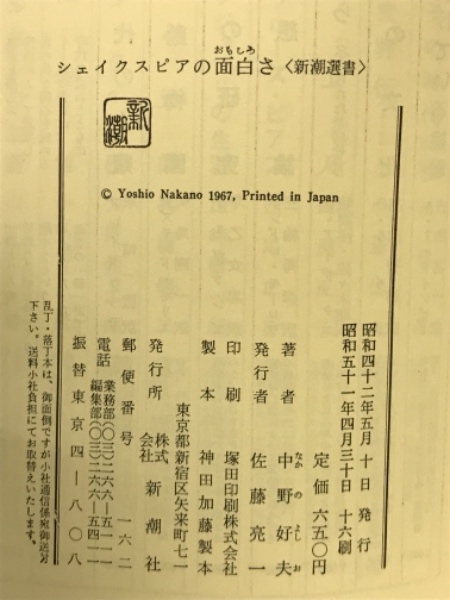 シェイクスピアの面白さ〈新潮選書〉
おもしろ
新潮
© Yoshio Nakano 1967, Printed in Japan
昭和四十二年五月十日発行
昭和五十一年四月三十日十六刷
定価 六五〇円
著者 中野好夫
なかのよしお
発行者 佐藤亮一
印刷 塚田印刷株式会社
製本 神田加藤製本
東京都新宿区矢来町七一
発行所 株式会社 新潮社
郵便番号 一六二
電話 業務部(〇三)二六六―五一一一
編集部(〇三)二六六―五四一一
振替東京四―八〇八
乱丁・落丁本は、御面倒ですが小社通信係宛御送付
下さい。送料小社負担にてお取替えいたします。